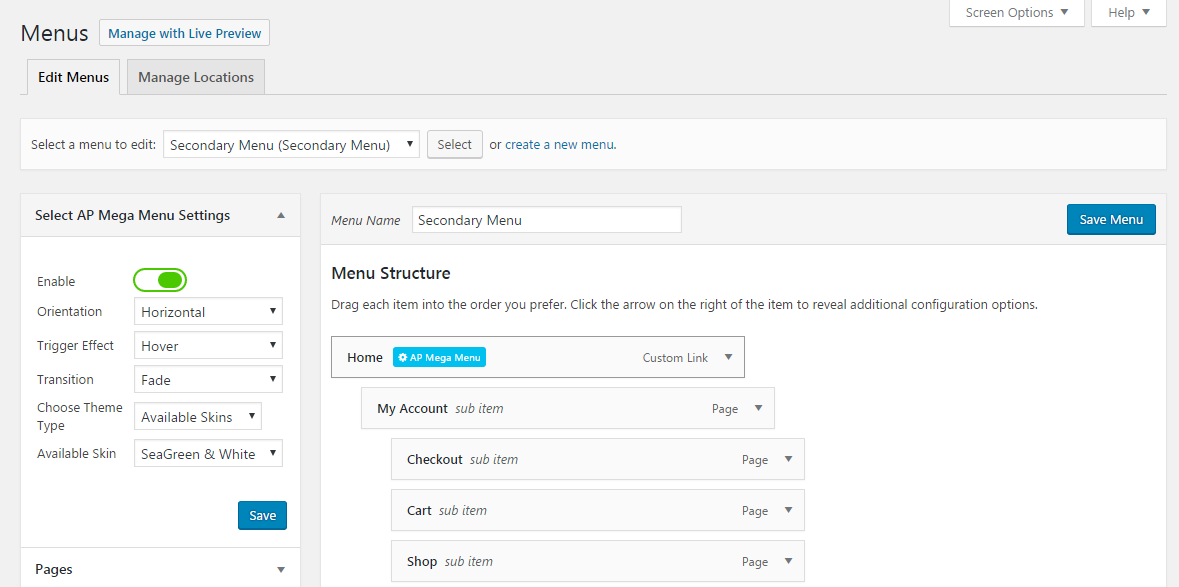 Screen Options Help
Menus Manage with Live Preview
Edit Menus Manage Locations
Select a menu to edit: Secondary Menu (Secondary Menu) Select or create a new menu.
Select AP Mega Menu Settings
Enable
Orientation Horizontal
Trigger Effect Hover
Transition Fade
Choose Theme
Type
Available Skins
Available Skin SeaGreen & White
Save
Pages
Menu Name Secondary Menu Save Menu
Menu Structure
Drag each item into the order you prefer. Click the arrow on the right of the item to reveal additional configuration options.
Home AP Mega Menu Custom Link
My Account sub item Page
Checkout sub item Page
Cart sub item Page
Shop sub item Page